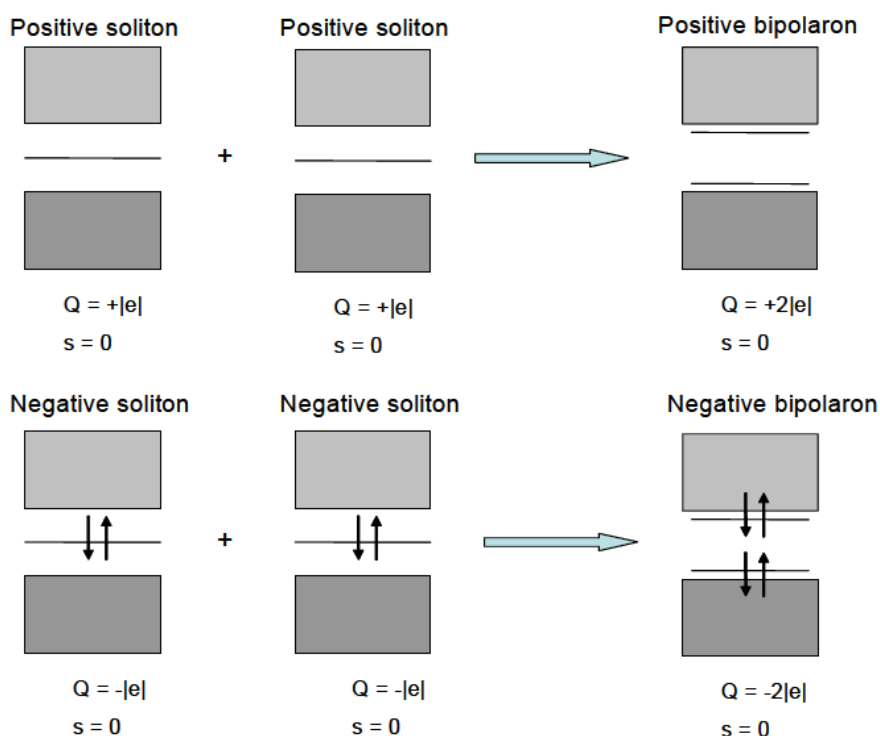 Positive soliton
Positive soliton
Positive bipolaron
+
Q = +|e|
s = 0
Q = +|e|
s = 0
Q = +2|e|
s = 0
Negative soliton
Negative soliton
Negative bipolaron
+
Q = -|e|
s = 0
Q = -|e|
s = 0
Q = -2|e|
s = 0